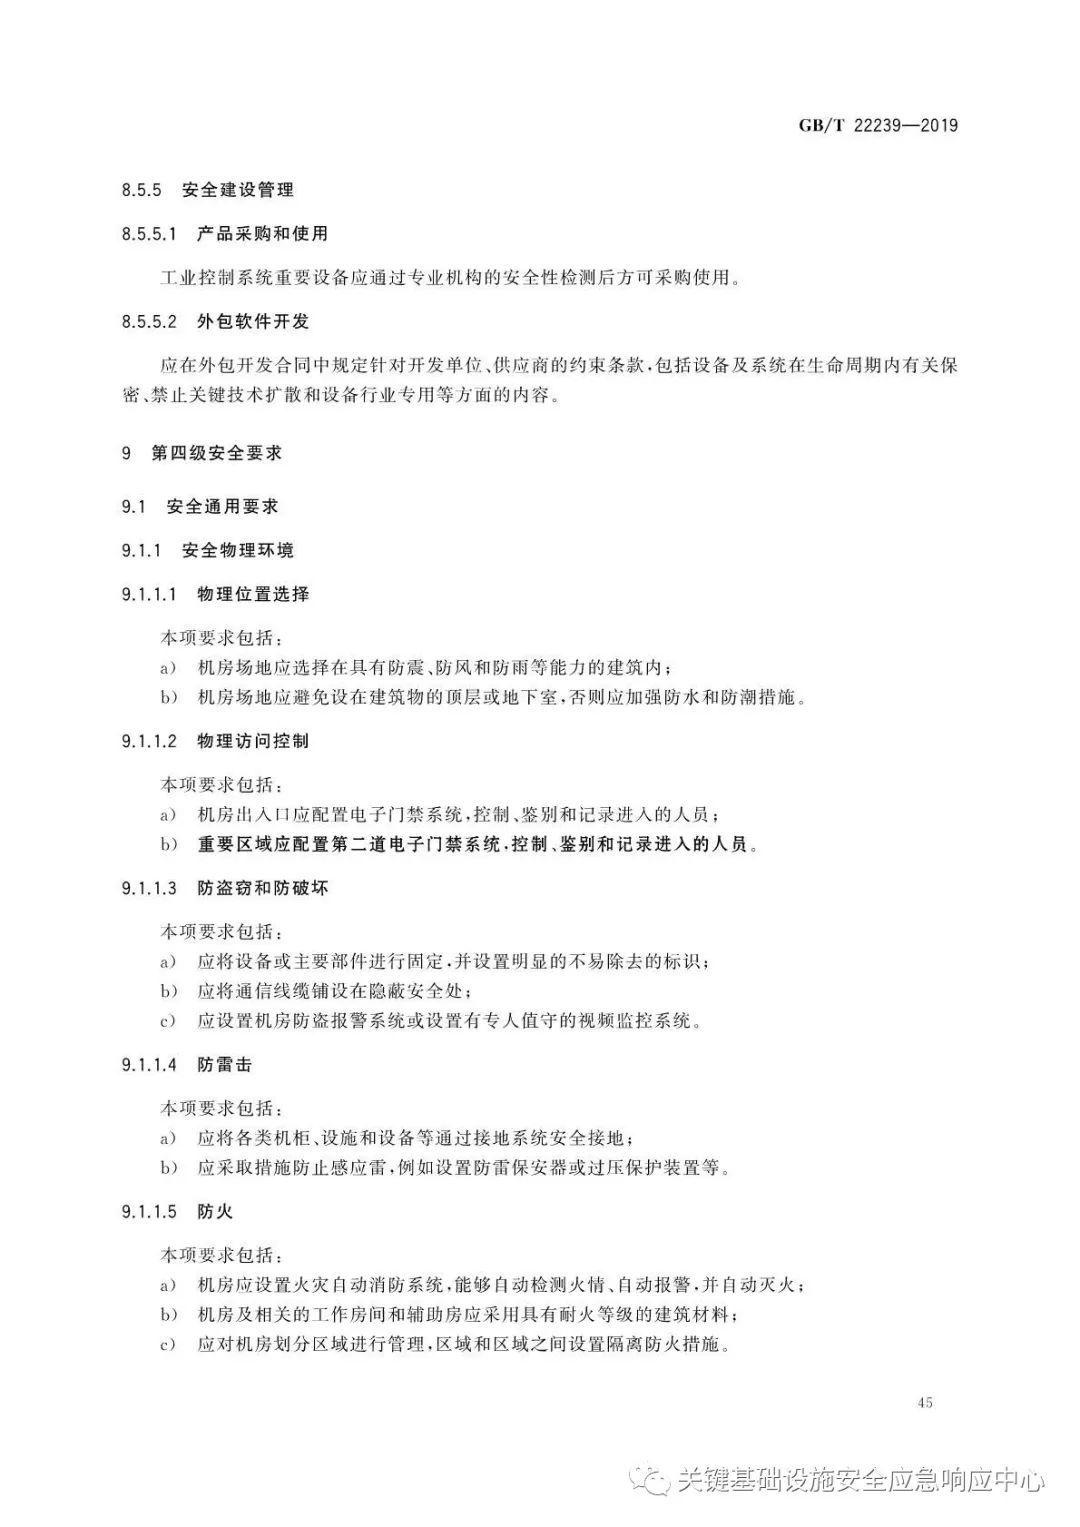 GB/T 22239—2019
8.5.5 安全建设管理
8.5.5.1 产品采购和使用
工业控制系统重要设备应通过专业机构的安全性检测后方可采购使用。
8.5.5.2 外包软件开发
应在外包开发合同中规定针对开发单位、供应商的约束条款,包括设备及系统在生命周期内有关保
密、禁止关键技术扩散和设备行业专用等方面的内容。
9 第四级安全要求
9.1 安全通用要求
9.1.1 安全物理环境
9.1.1.1 物理位置选择
本项要求包括:
a) 机房场地应选择在具有防震、防风和防雨等能力的建筑内;
b) 机房场地应避免设在建筑物的顶层或地下室,否则应加强防水和防潮措施。
9.1.1.2 物理访问控制
本项要求包括:
a) 机房出入口应配置电子门禁系统,控制、鉴别和记录进入的人员;
b) 重要区域应配置第二道电子门禁系统,控制、鉴别和记录进入的人员。
9.1.1.3 防盗窃和防破坏
本项要求包括:
a) 应将设备或主要部件进行固定,并设置明显的不易除去的标识;
b) 应将通信线缆铺设在隐蔽安全处;
c) 应设置机房防盗报警系统或设置有专人值守的视频监控系统。
9.1.1.4 防雷击
本项要求包括:
a) 应将各类机柜、设施和设备等通过接地系统安全接地;
b) 应采取措施防止感应雷,例如设置防雷保安器或过压保护装置等。
9.1.1.5 防火
本项要求包括:
a) 机房应设置火灾自动消防系统,能够自动检测火情、自动报警,并自动灭火;
b) 机房及相关的工作房间和辅助房应采用具有耐火等级的建筑材料;
c) 应对机房划分区域进行管理,区域和区域之间设置隔离防火措施。
45
关键基础设施安全应急响应中心